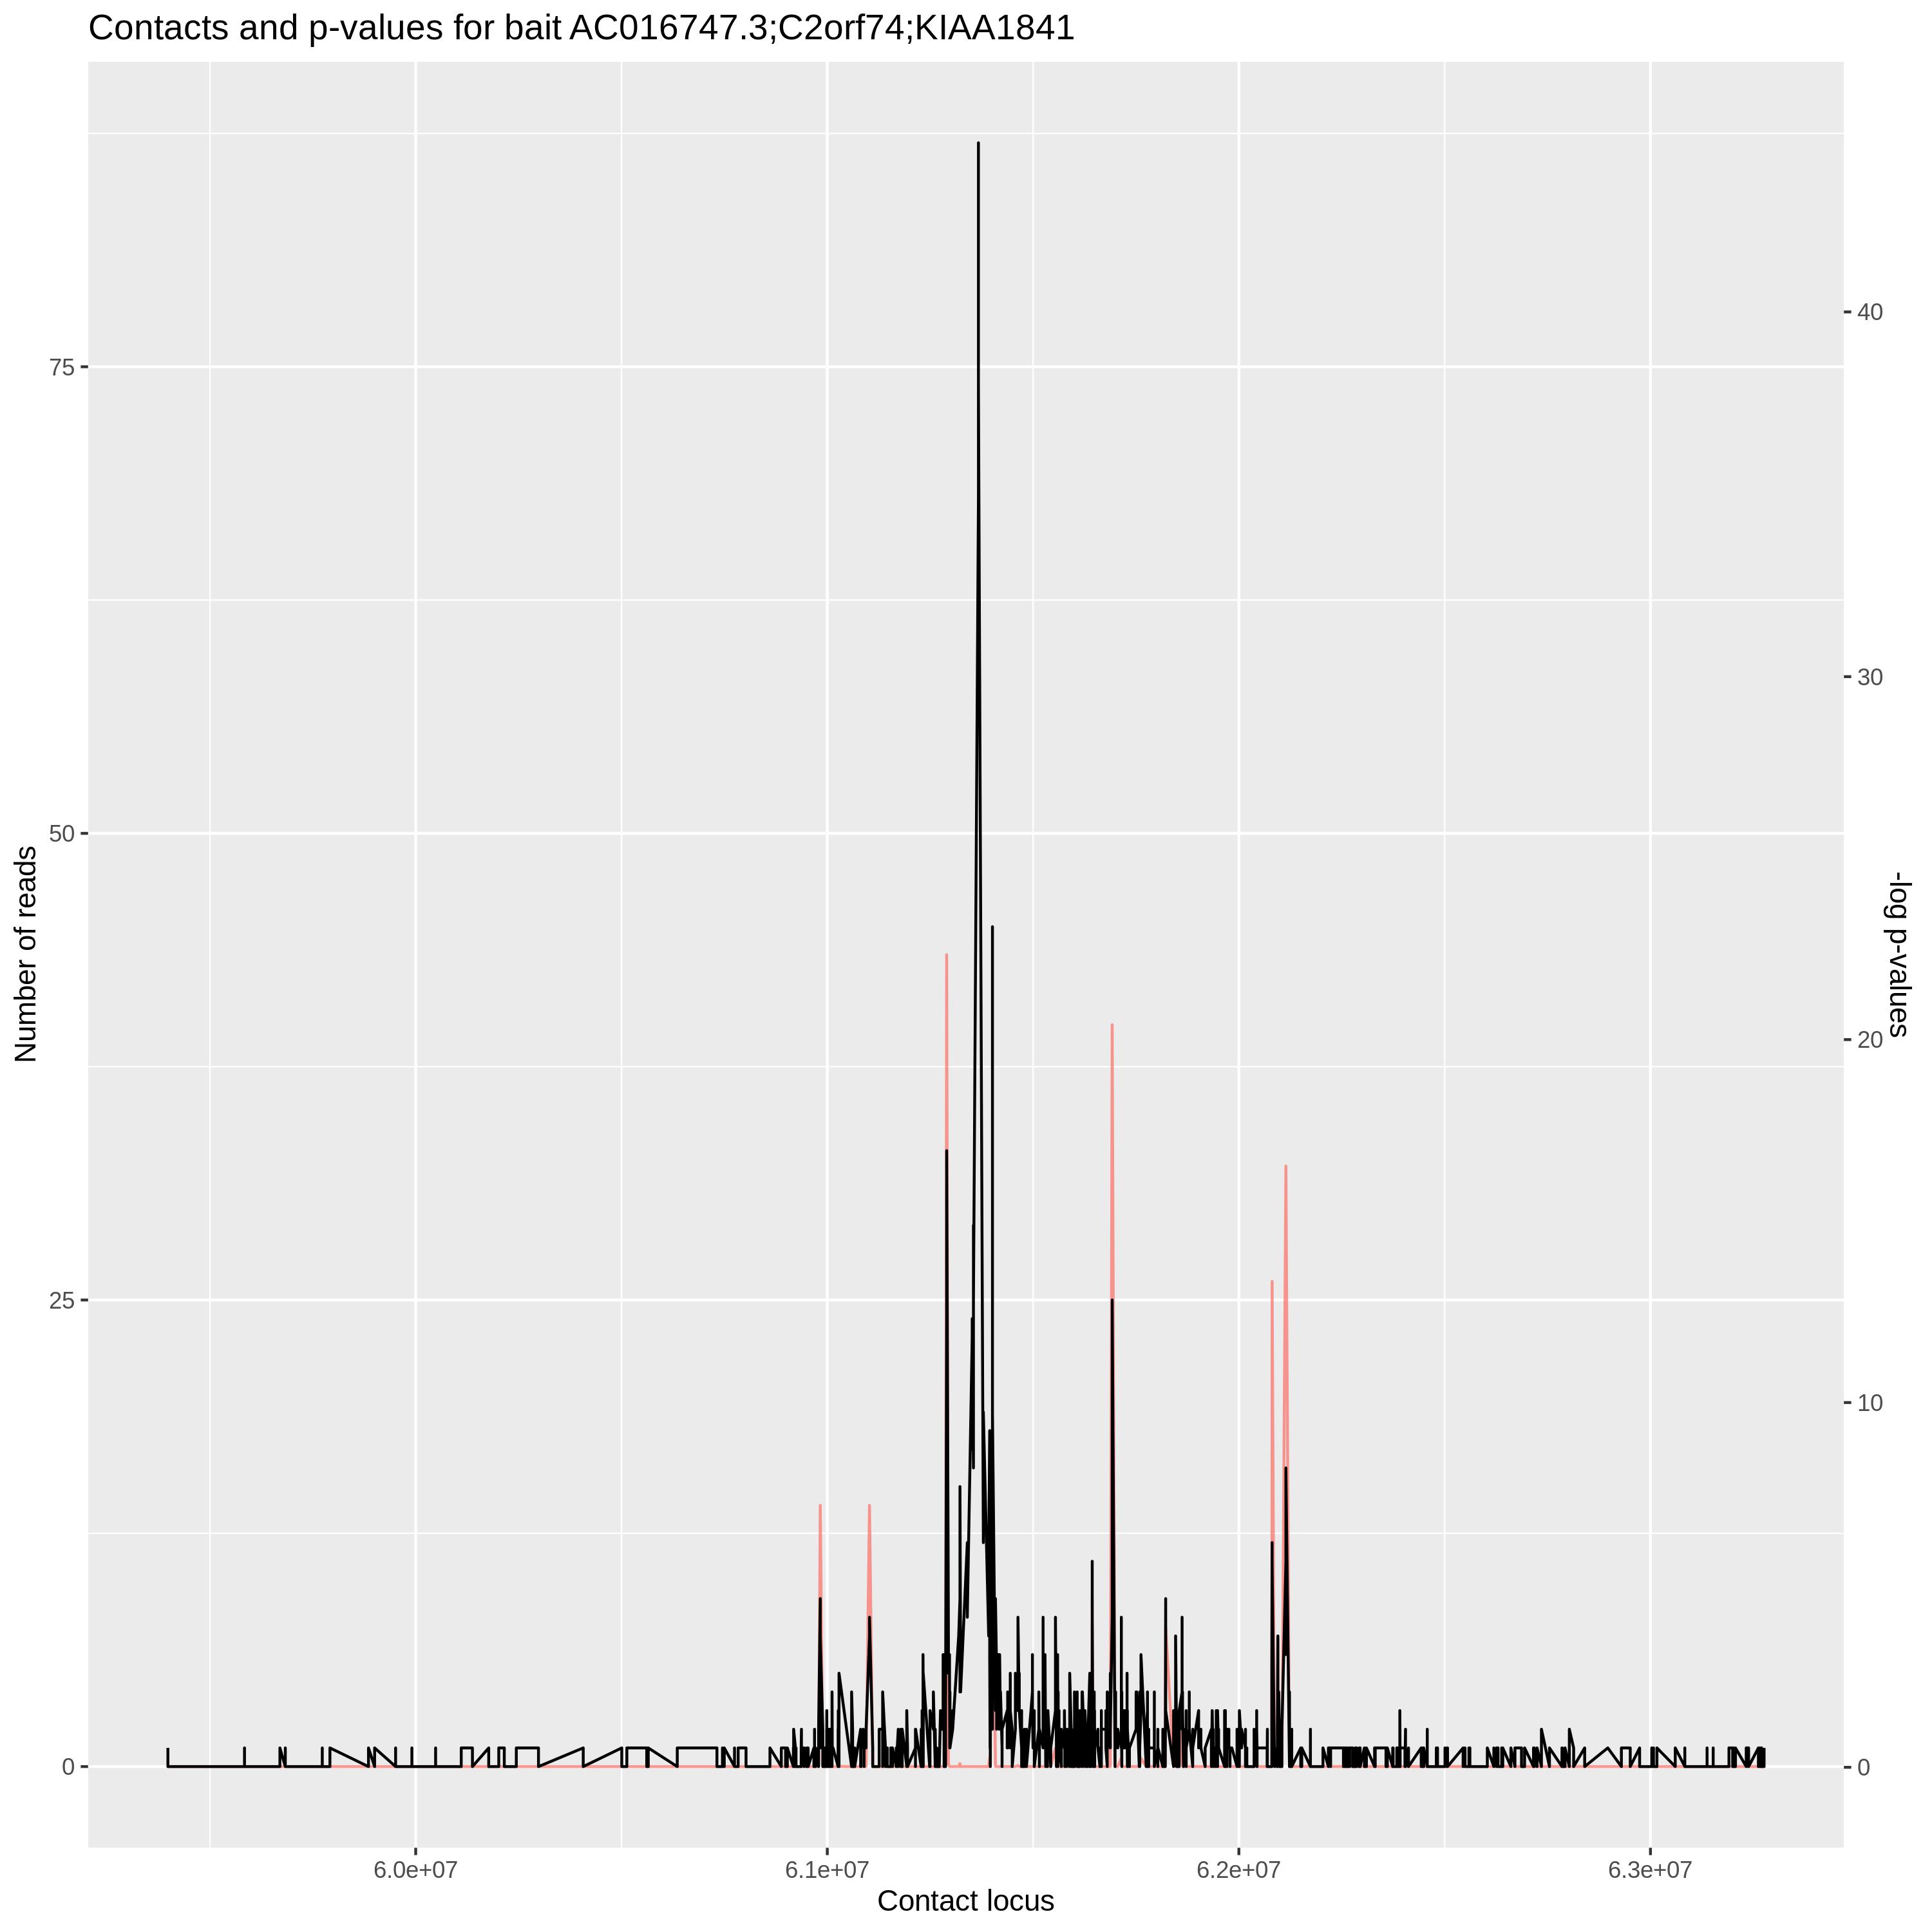 Contacts and p-values for bait AC016747.3;C2orf74;KIAA1841
Number of reads
75
50
25
0
40
30
20
10
0
-log p-values
6.0e+07
6.1e+07
6.2e+07
6.3e+07
Contact locus